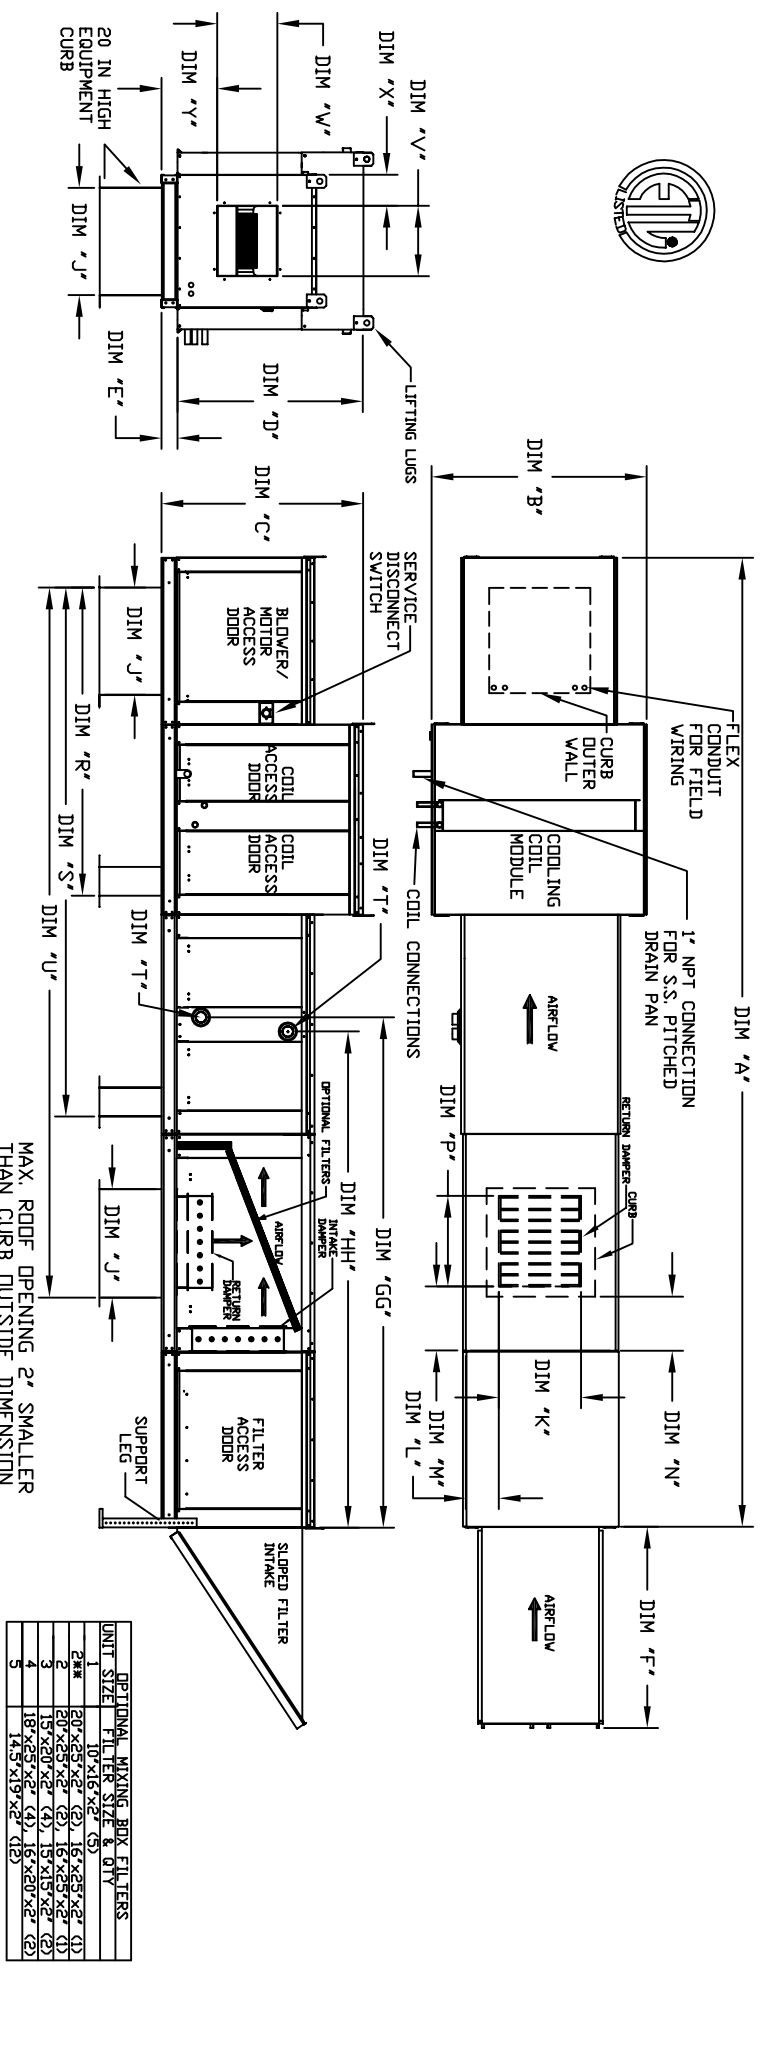 LISTED
DIM "A"
DIM "B"
FLEX
CONDUIT
FOR FIELD
WIRING
CURB
OUTER
WALL
COOLING
COIL
MODULE
1" NPT CONNECTION
FOR S.S. PITCHED
DRAIN PAN
COIL CONNECTIONS
AIRFLOW
RETURN DAMPER
CURB
DIM "P"
DIM "K"
DIM "N"
DIM "M"
DIM "L"
DIM "F"
AIRFLOW
DIM "V"
DIM "X"
DIM "W"
DIM "Y"
20 IN HIGH
EQUIPMENT
CURB
DIM "J"
LIFTING LUGS
DIM "D"
DIM "E"
DIM "C"
SERVICE
DISCONNECT
SWITCH
BLOWER/
MOTOR
ACCESS
DOOR
COIL
ACCESS
DOOR
COIL
ACCESS
DOOR
DIM "T"
DIM "T"
OPTIONAL FILTERS
INTAKE
DAMPER
AIRFLOW
RETURN
DAMPER
DIM "GG"
DIM "HH"
FILTER
ACCESS
DOOR
SLOPED FILTER
INTAKE
SUPPORT
LEG
DIM "J"
DIM "R"
DIM "S"
DIM "U"
DIM "J"
MAX. ROOF OPENING 2" SMALLER
THAN CURB OUTSIDE DIMENSION
OPTIONAL MIXING BOX FILTERS
UNIT SIZE FILTER SIZE & QTY
1 10"x16"x2" (5)
2** 20"x25"x2" (2), 16"x25"x2" (1)
2 20"x25"x2" (2), 16"x25"x2" (1)
3 15"x20"x2" (4), 15"x15"x2" (2)
4 18"x25"x2" (4), 16"x20"x2" (2)
5 14.5"x19"x2" (12)